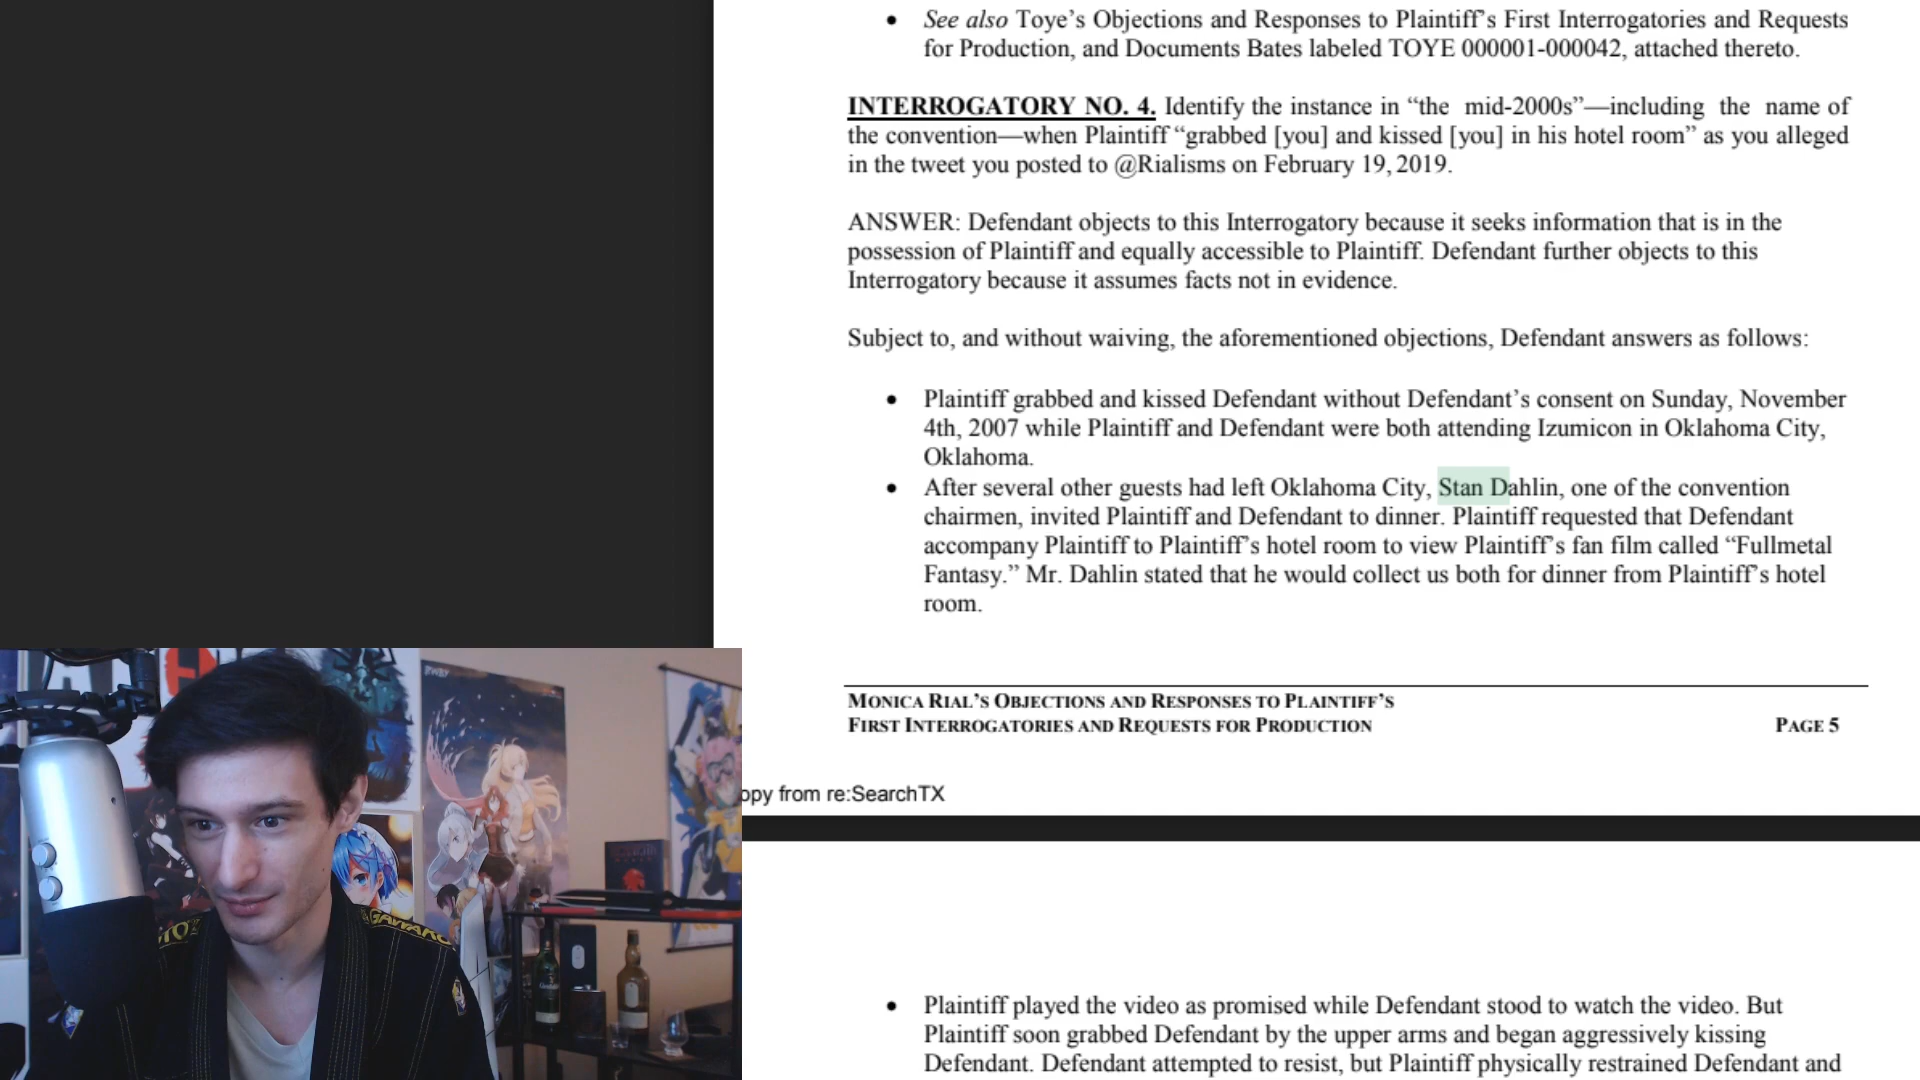 • See also Toye’s Objections and Responses to Plaintiff’s First Interrogatories and Requests
for Production, and Documents Bates labeled TOYE 000001-000042, attached thereto.
INTERROGATORY NO. 4. Identify the instance in “the mid-2000s”—including the name of
the convention—when Plaintiff “grabbed [you] and kissed [you] in his hotel room” as you alleged
in the tweet you posted to @Rialisms on February 19, 2019.
ANSWER: Defendant objects to this Interrogatory because it seeks information that is in the
possession of Plaintiff and equally accessible to Plaintiff. Defendant further objects to this
Interrogatory because it assumes facts not in evidence.
Subject to, and without waiving, the aforementioned objections, Defendant answers as follows:
• Plaintiff grabbed and kissed Defendant without Defendant’s consent on Sunday, November
4th, 2007 while Plaintiff and Defendant were both attending Izumicon in Oklahoma City,
Oklahoma.
• After several other guests had left Oklahoma City, Stan Dahlin, one of the convention
chairmen, invited Plaintiff and Defendant to dinner. Plaintiff requested that Defendant
accompany Plaintiff to Plaintiff’s hotel room to view Plaintiff’s fan film called “Fullmetal
Fantasy.” Mr. Dahlin stated that he would collect us both for dinner from Plaintiff’s hotel
room.
MONICA RIAL’S OBJECTIONS AND RESPONSES TO PLAINTIFF’S
FIRST INTERROGATORIES AND REQUESTS FOR PRODUCTION PAGE 5
opy from re:SearchTX
• Plaintiff played the video as promised while Defendant stood to watch the video. But
Plaintiff soon grabbed Defendant by the upper arms and began aggressively kissing
Defendant. Defendant attempted to resist, but Plaintiff physically restrained Defendant and
RWBY